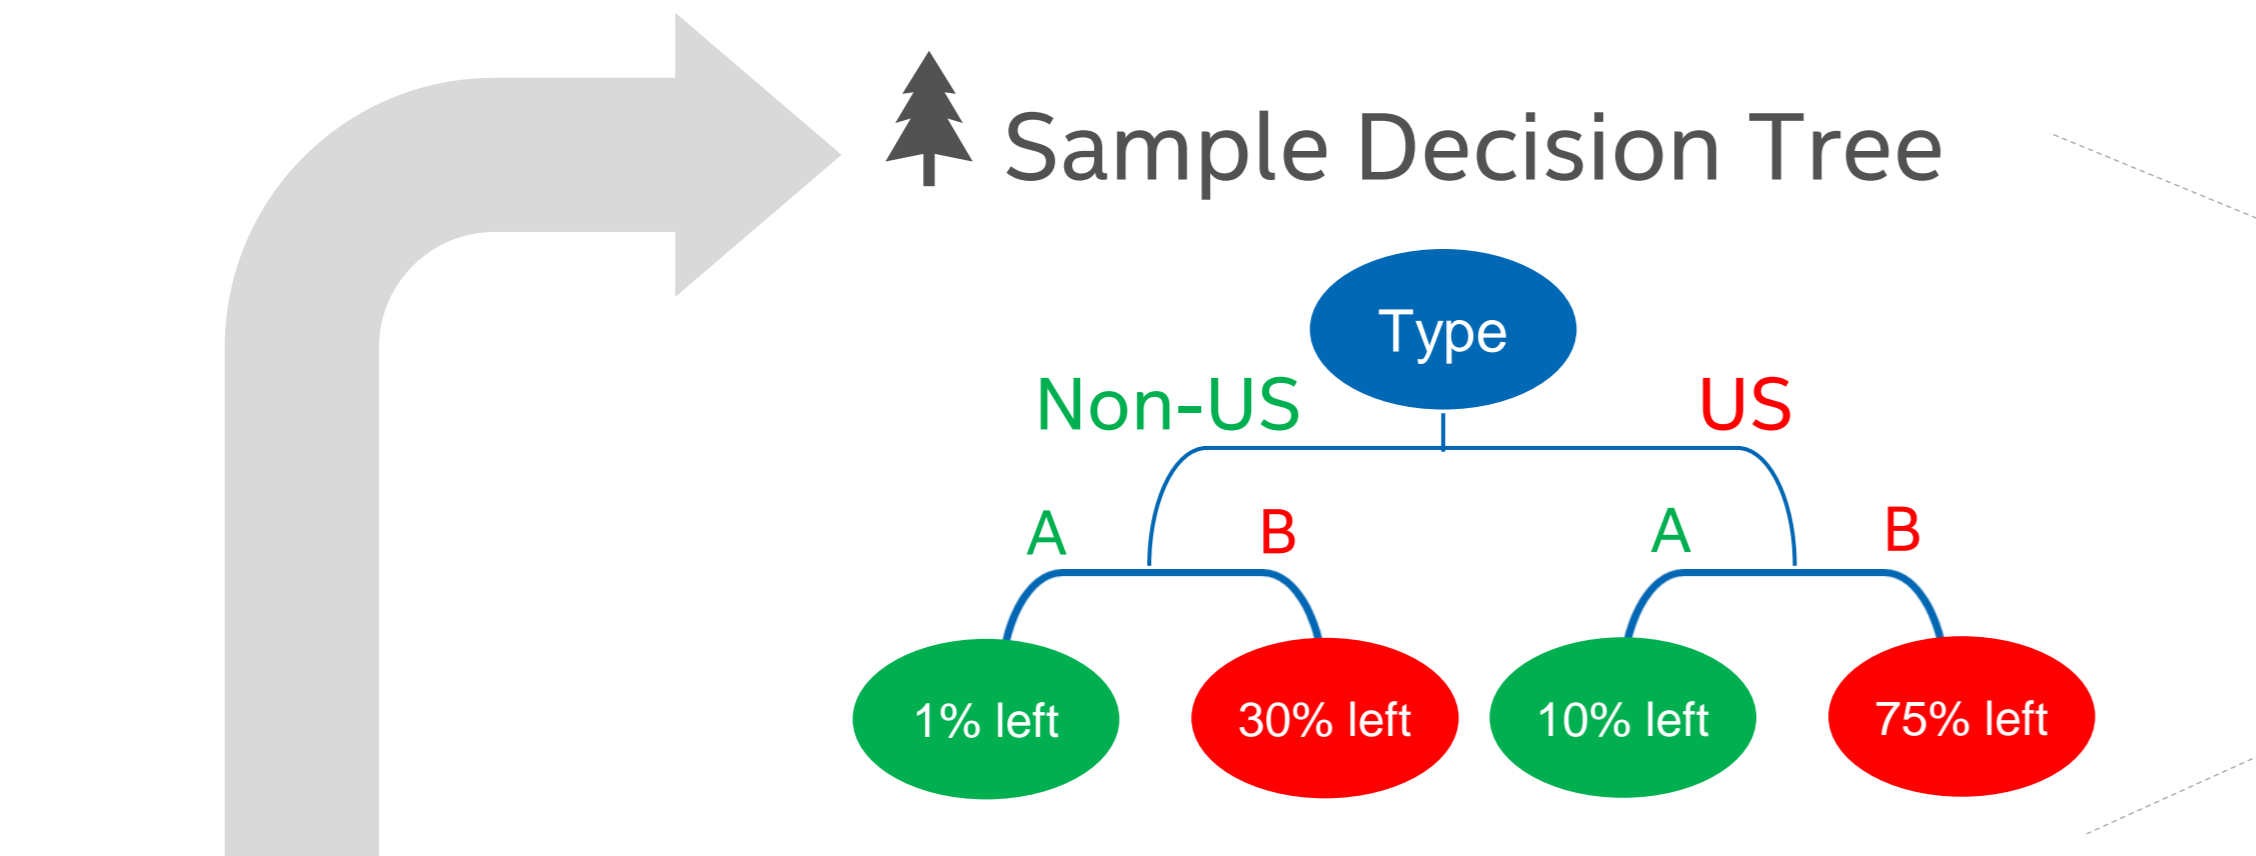 Sample Decision Tree
Type
Non-US
US
A
B
A
B
1% left
30% left
10% left
75% left